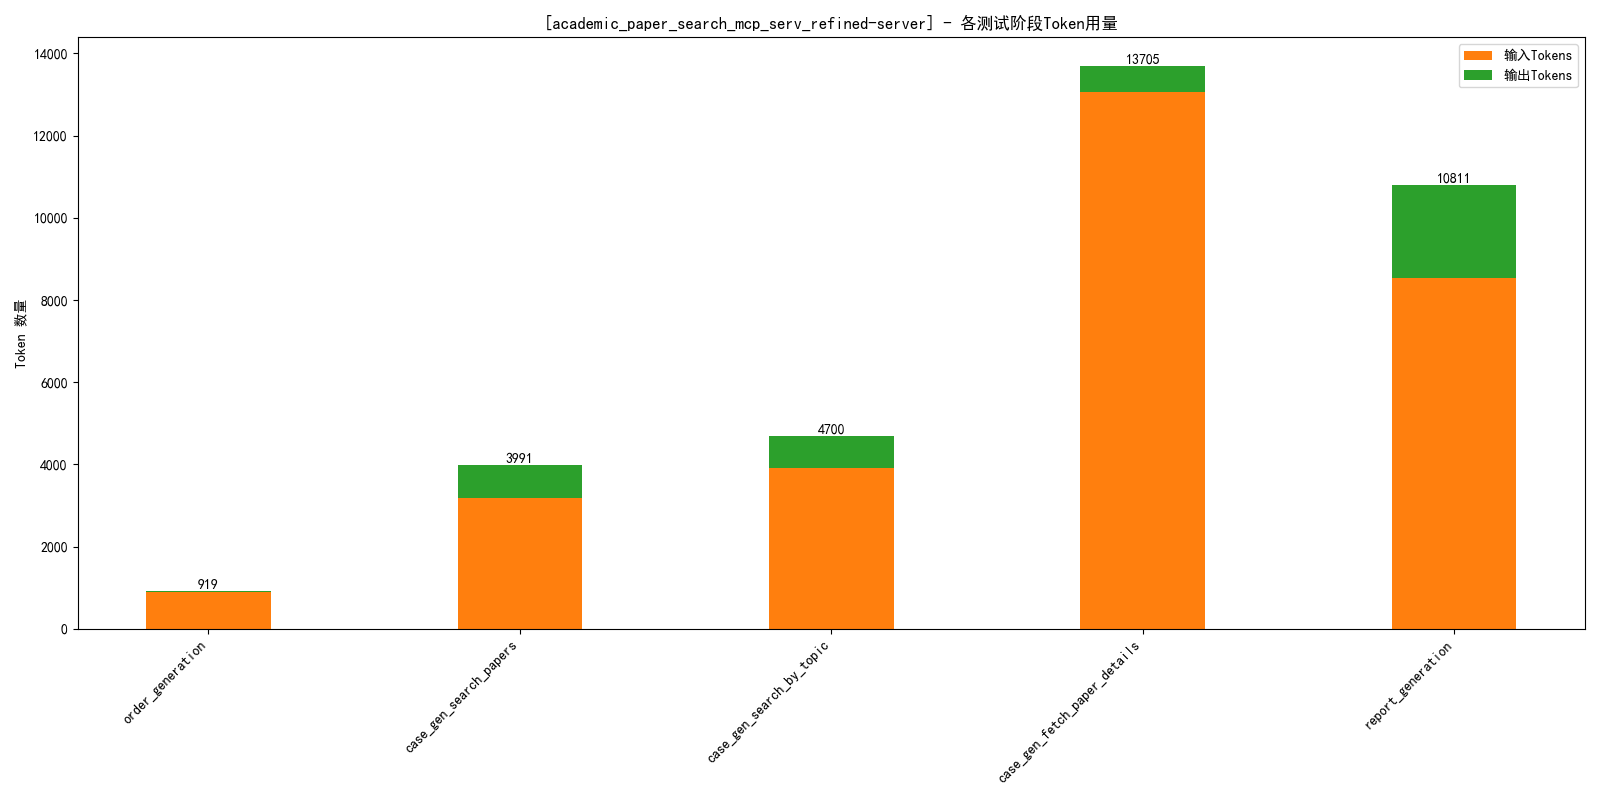 [academic_paper_search_mcp_serv_refined-server] - 各测试阶段Token用量
输入Tokens
输出Tokens
Token 数量
14000
12000
10000
8000
6000
4000
2000
0
919
3991
4700
13705
10811
order_generation
case_gen_search_papers
case_gen_search_by_topic
case_gen_fetch_paper_details
report_generation